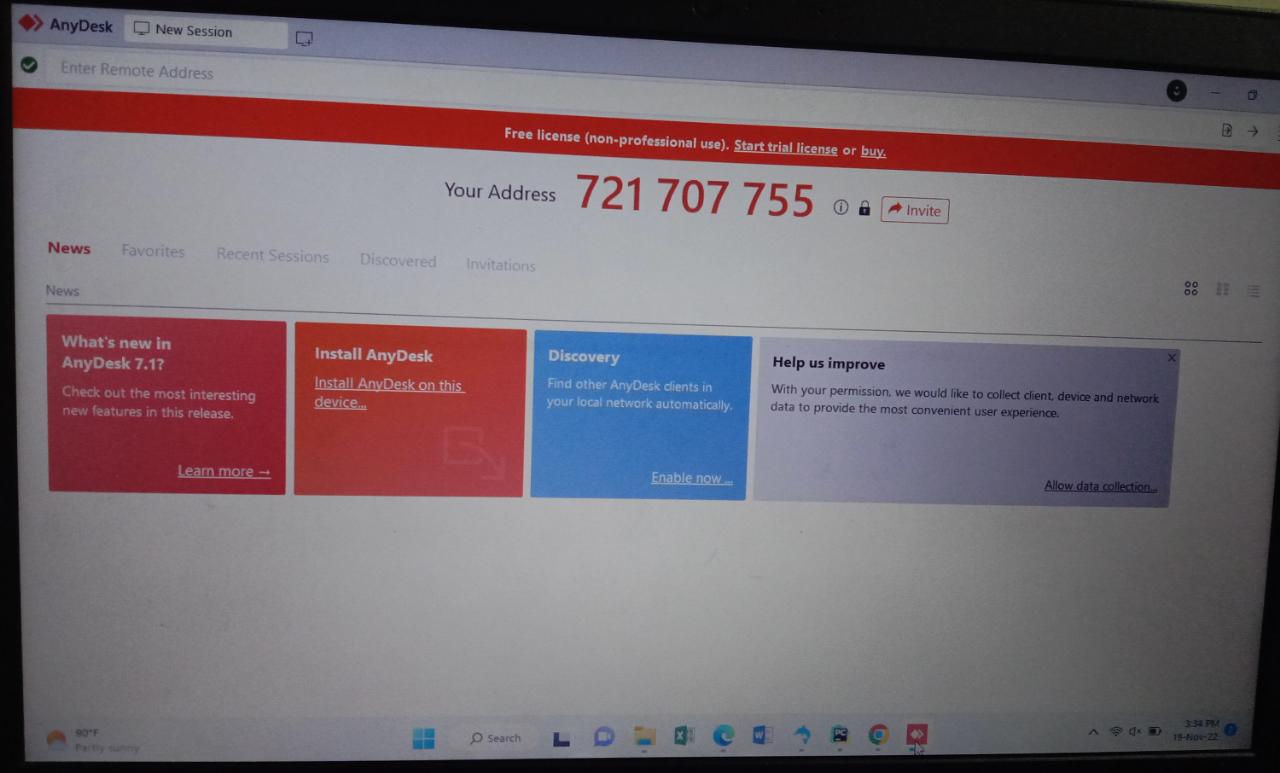 AnyDesk
New Session
Enter Remote Address
Free license (non-professional use). Start trial license or buy.
Your Address 721 707 755
Invite
News Favorites Recent Sessions Discovered Invitations
News
What's new in
AnyDesk 7.1?
Check out the most interesting
new features in this release.
Learn more →
Install AnyDesk
Install AnyDesk on this
device...
Discovery
Find other AnyDesk clients in
your local network automatically.
Enable now ...
Help us improve
With your permission, we would like to collect client, device and network
data to provide the most convenient user experience.
Allow data collection...
90°F
Partly sunny
Search
PC
3:34 PM